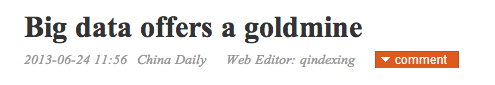 Big data offers a goldmine
2013-06-24 11:56 China Daily Web Editor: qindexing comment